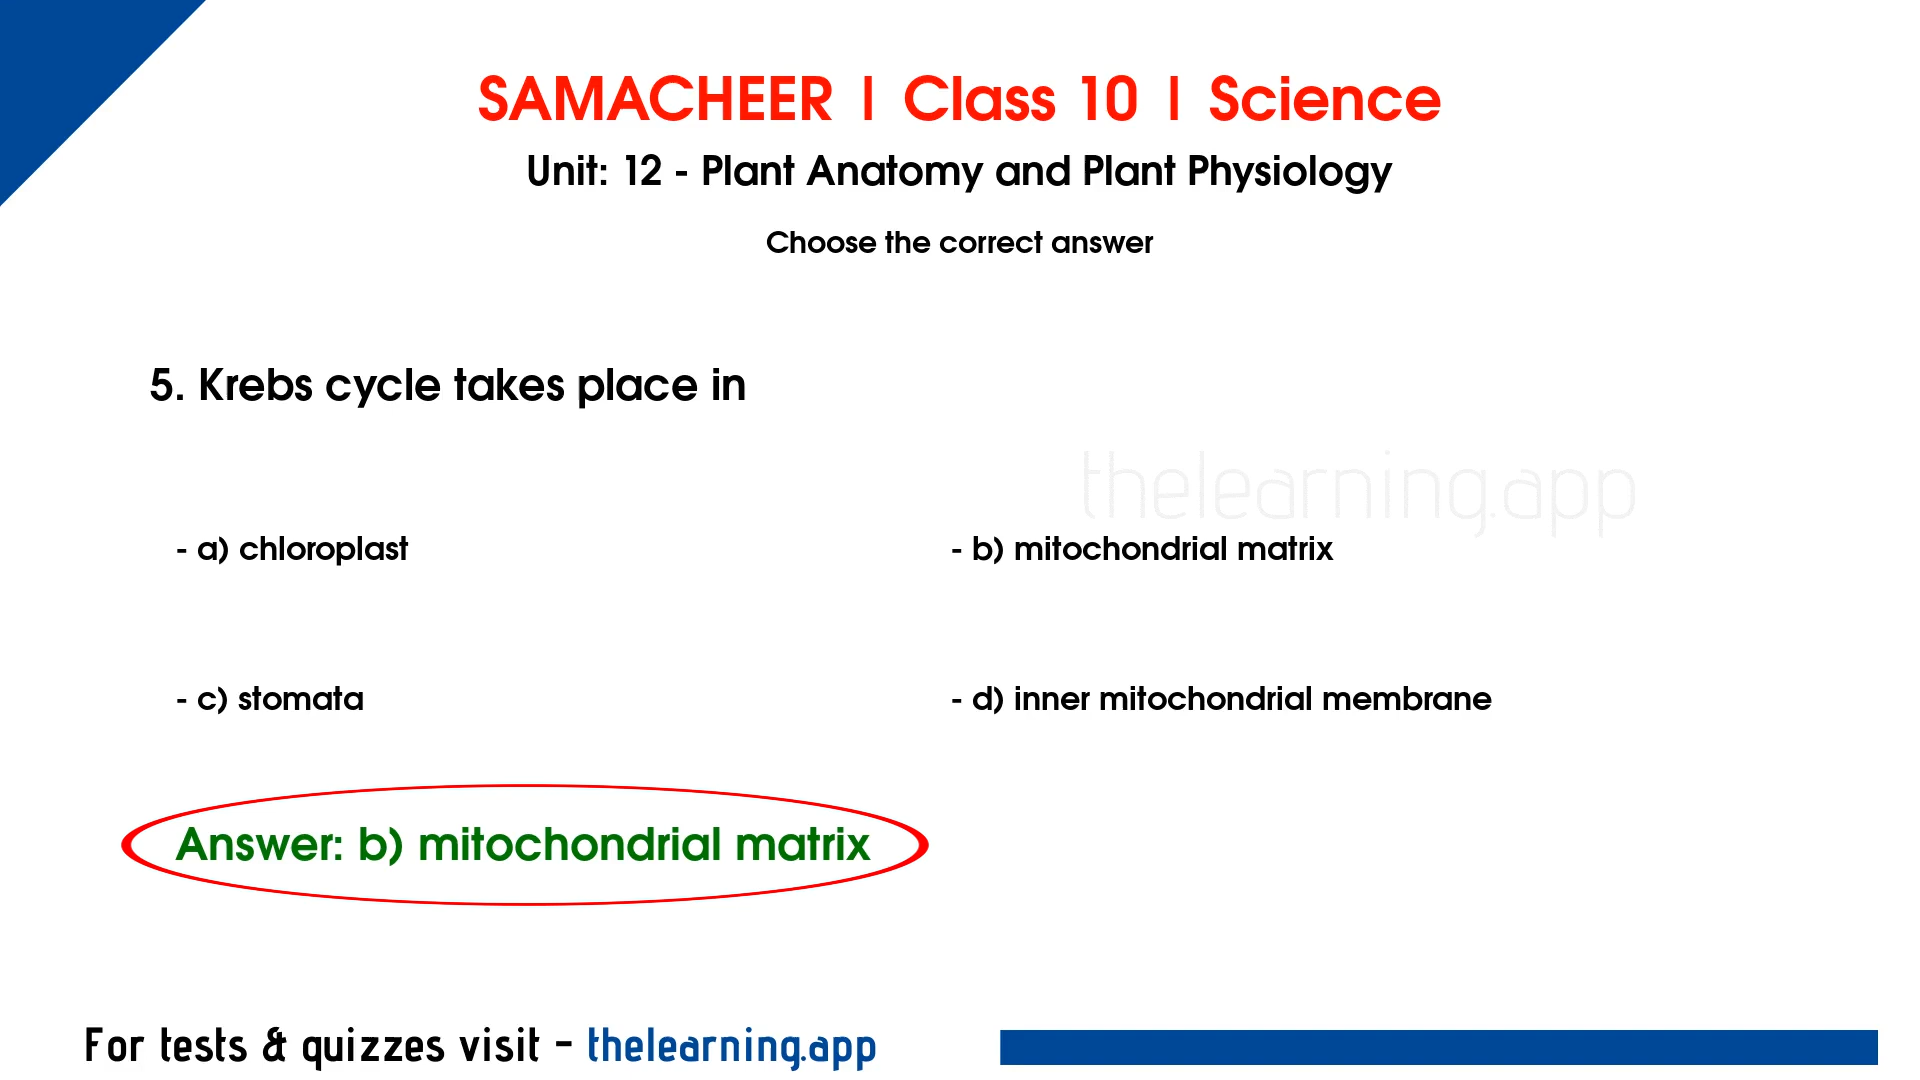 SAMACHEER | Class 10 | Science
Unit: 12 - Plant Anatomy and Plant Physiology
Choose the correct answer
5. Krebs cycle takes place in
thelearning.app
- a) chloroplast
- b) mitochondrial matrix
- c) stomata
- d) inner mitochondrial membrane
Answer: b) mitochondrial matrix
For tests & quizzes visit - thelearning.app